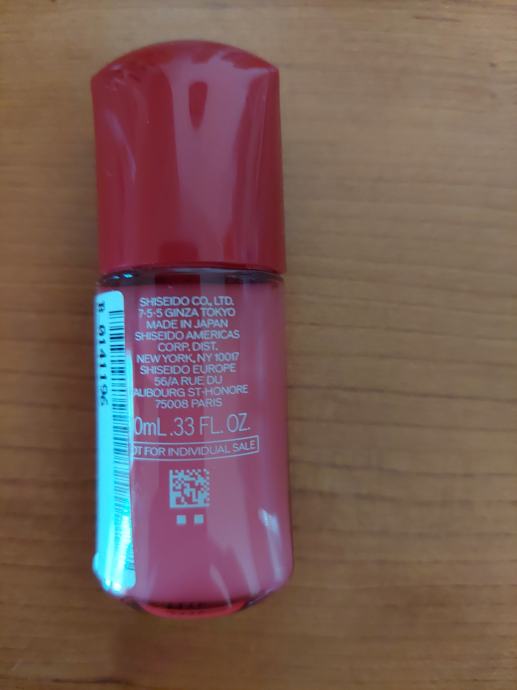 SHISEIDO CO., LTD.
7-5-5 GINZA TOKYO
MADE IN JAPAN
SHISEIDO AMERICAS
CORP. DIST.
NEW YORK, NY 10017
SHISEIDO EUROPE
56/A RUE DU
AUBOURG ST-HONORE
75008 PARIS
0mL .33 FL. OZ.
OT FOR INDIVIDUAL SALE
B 0141196